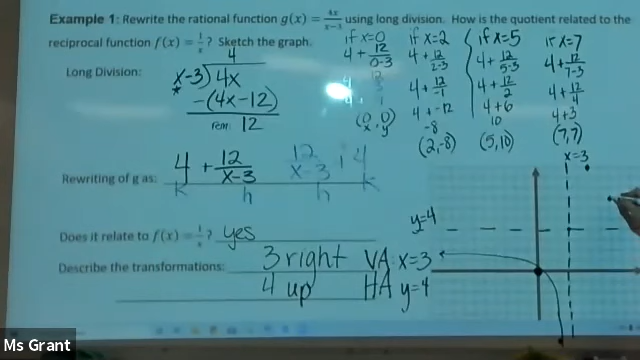 Example 1: Rewrite the rational function g(x) = 4x/x−3 using long division. How is the quotient related to the
reciprocal function f(x) = 1/x? Sketch the graph.
Long Division:
4
x-3 4x
-(4x-12)
rem: 12
if x=0
4 + 12/0-3
(0, 0)
x, y
if x=2
4 + 12/2-3
4 + 12/-1
4 + -12
-8
(2,-8)
if x=5
4 + 12/5-3
4 + 12/2
4 + 6
10
(5,10)
if x=7
4 + 12/7-3
4 + 12/4
4 + 3
(7,7)
Rewriting of g as: 4 + 12/x-3
12/x-3 + 4
k h h k
Does it relate to f(x) = 1/x? yes
Describe the transformations: 3 right VA: x=3
4 up HA y=4
x=3
y=4
Ms Grant